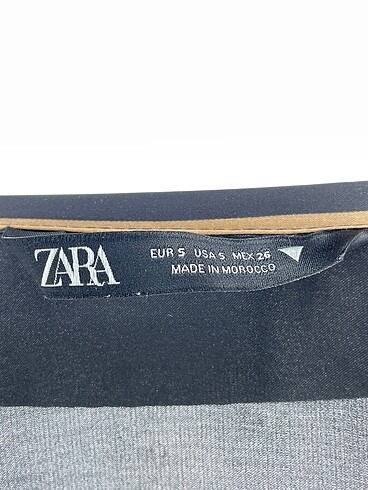 ZARA
EUR S USA S MEX 26
MADE IN MOROCCO